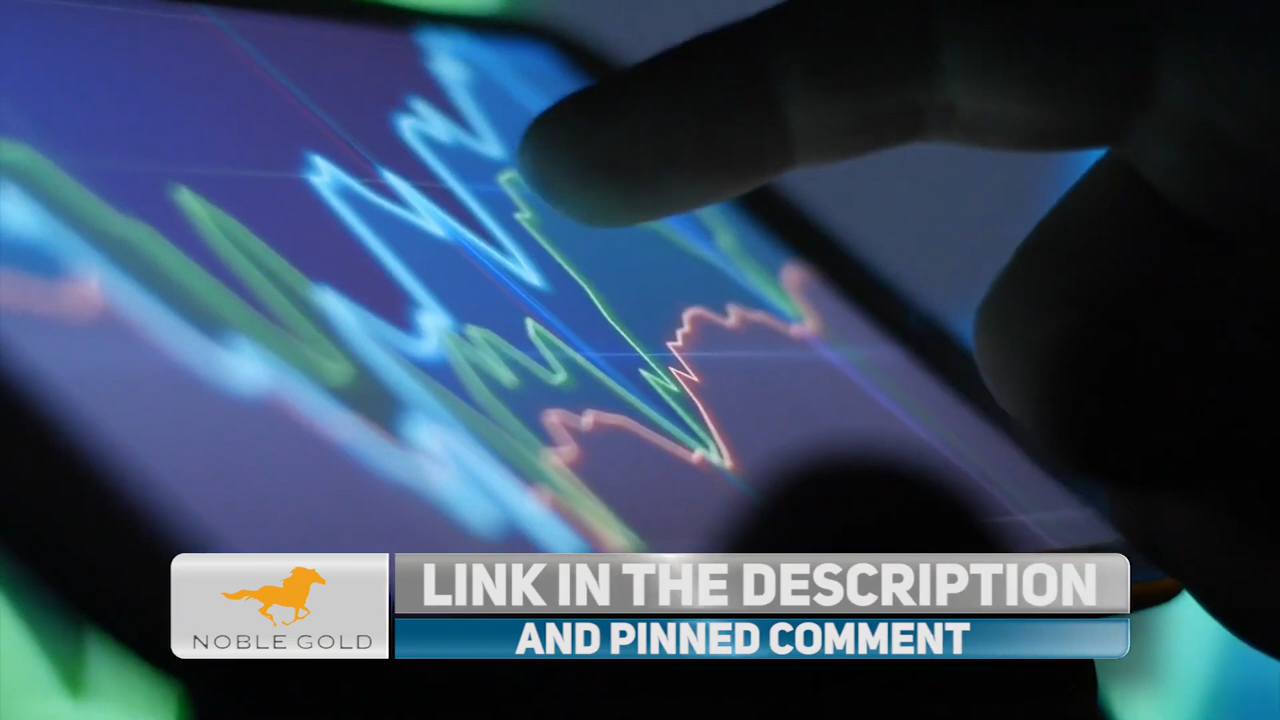 LINK IN THE DESCRIPTION
NOBLE GOLD
AND PINNED COMMENT